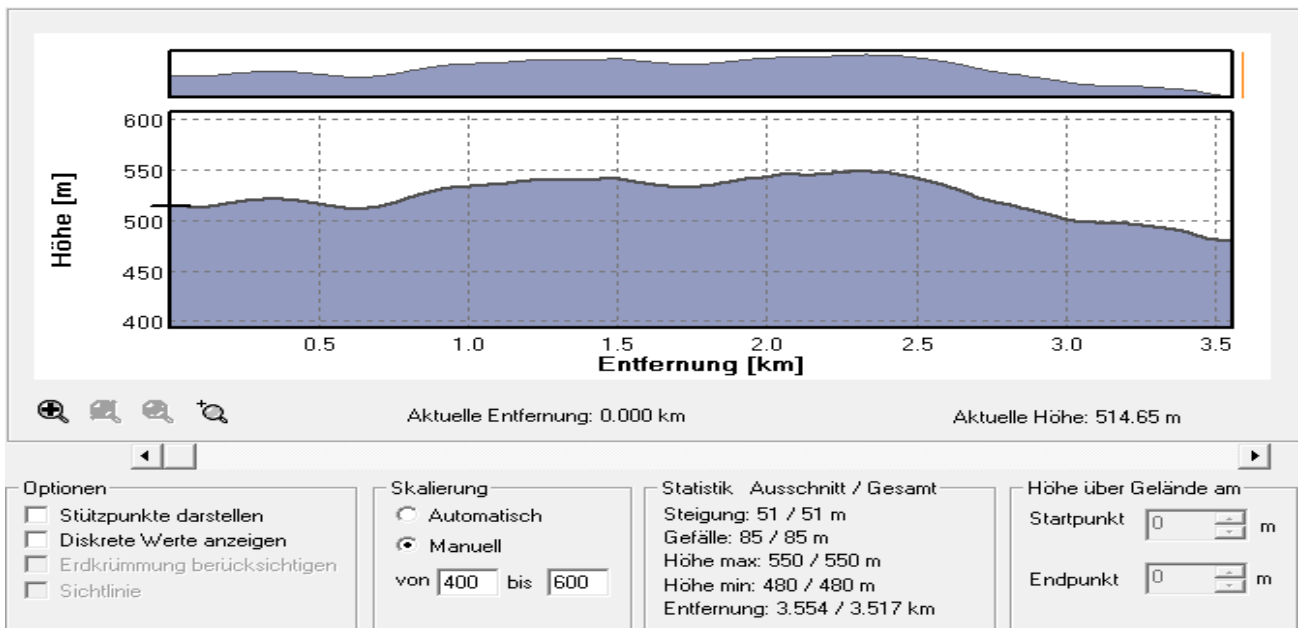 600
550
500
450
400
Höhe [m]
0.5 1.0 1.5 2.0 2.5 3.0 3.5
Entfernung [km]
Aktuelle Entfernung: 0.000 km Aktuelle Höhe: 514.65 m
Optionen
Stützpunkte darstellen
Diskrete Werte anzeigen
Erdkrümmung berücksichtigen
Sichtlinie
Skalierung
Automatisch
Manuell
von 400 bis 600
Statistik Ausschnitt / Gesamt
Steigung: 51 / 51 m
Gefälle: 85 / 85 m
Höhe max: 550 / 550 m
Höhe min: 480 / 480 m
Entfernung: 3.554 / 3.517 km
Höhe über Gelände am
Startpunkt 0 m
Endpunkt 0 m